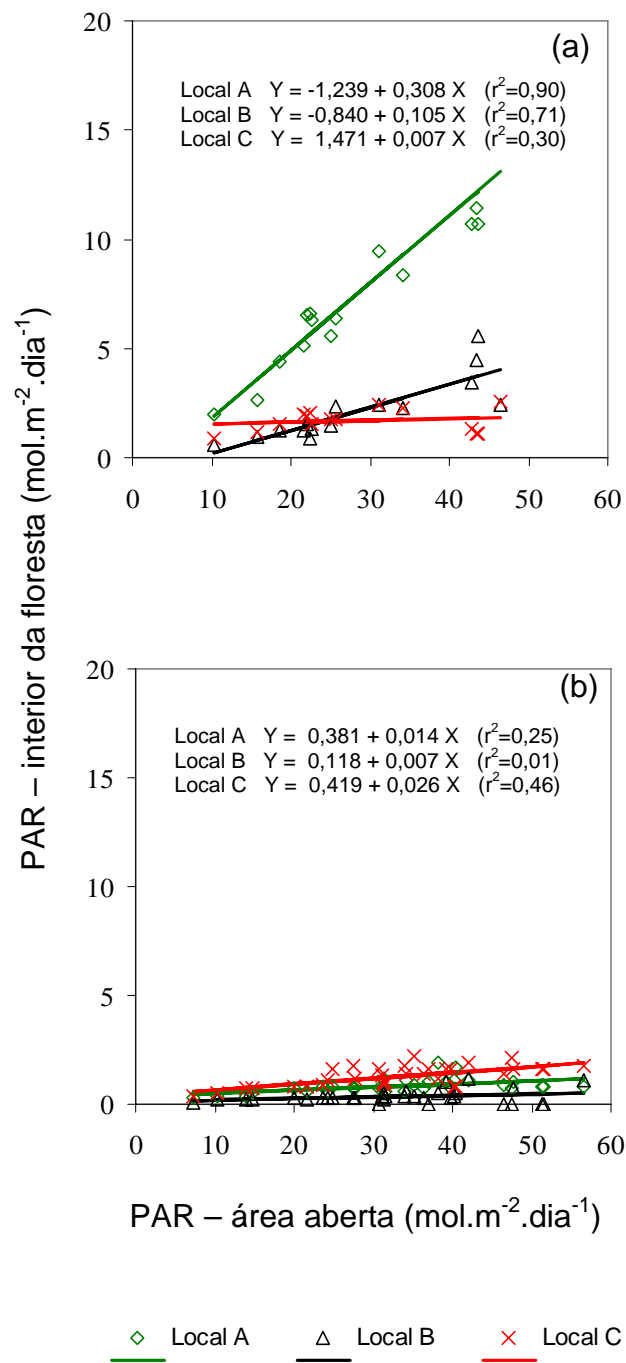 PAR – interior da floresta (mol.m⁻².dia⁻¹)
(a)
Local A Y = -1,239 + 0,308 X (r²=0,90)
Local B Y = -0,840 + 0,105 X (r²=0,71)
Local C Y = 1,471 + 0,007 X (r²=0,30)
20
15
10
5
0
0 10 20 30 40 50 60
(b)
Local A Y = 0,381 + 0,014 X (r²=0,25)
Local B Y = 0,118 + 0,007 X (r²=0,01)
Local C Y = 0,419 + 0,026 X (r²=0,46)
20
15
10
5
0
0 10 20 30 40 50 60
PAR – área aberta (mol.m⁻².dia⁻¹)
Local A Local B Local C